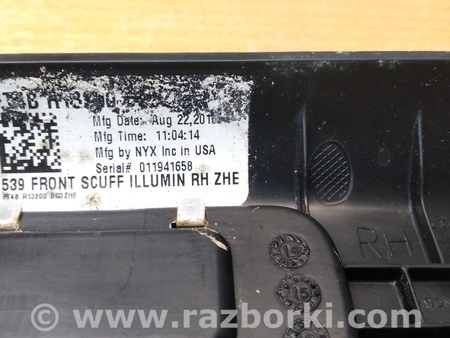 Mfg Date: Aug 22,201
Mfg Time: 11:04:14
Mfg by NYX Inc in USA
Serial# 011941658
539 FRONT SCUFF ILLUMIN RH ZHE
R13200
RH
www.razborki.com